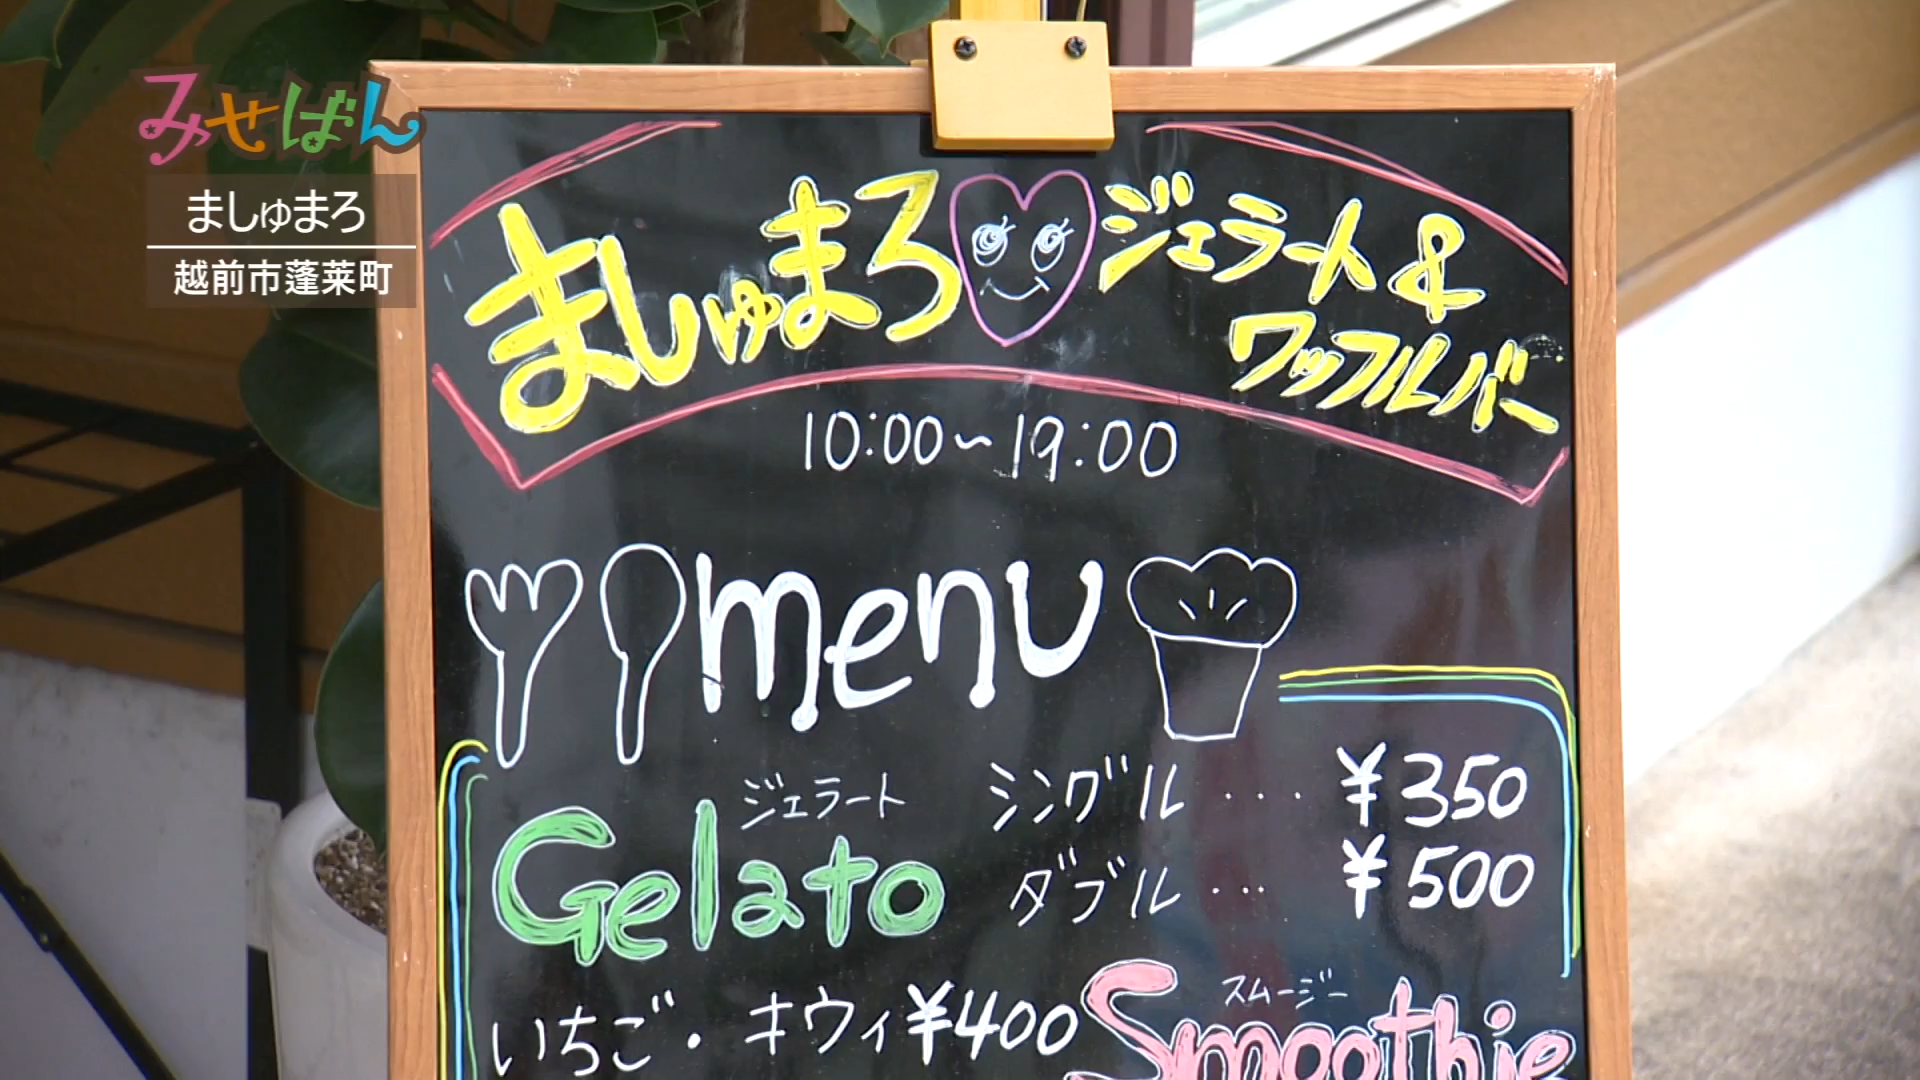 みせばん
ましゅまろ
越前市蓬莱町
ましゅまろ ジェラート&
ワッフルバー
10:00~19:00
menu
ジェラート
Gelato
シングル ... ¥350
ダブル ... ¥500
いちご・キウィ ¥400
スムージー
Smoothie